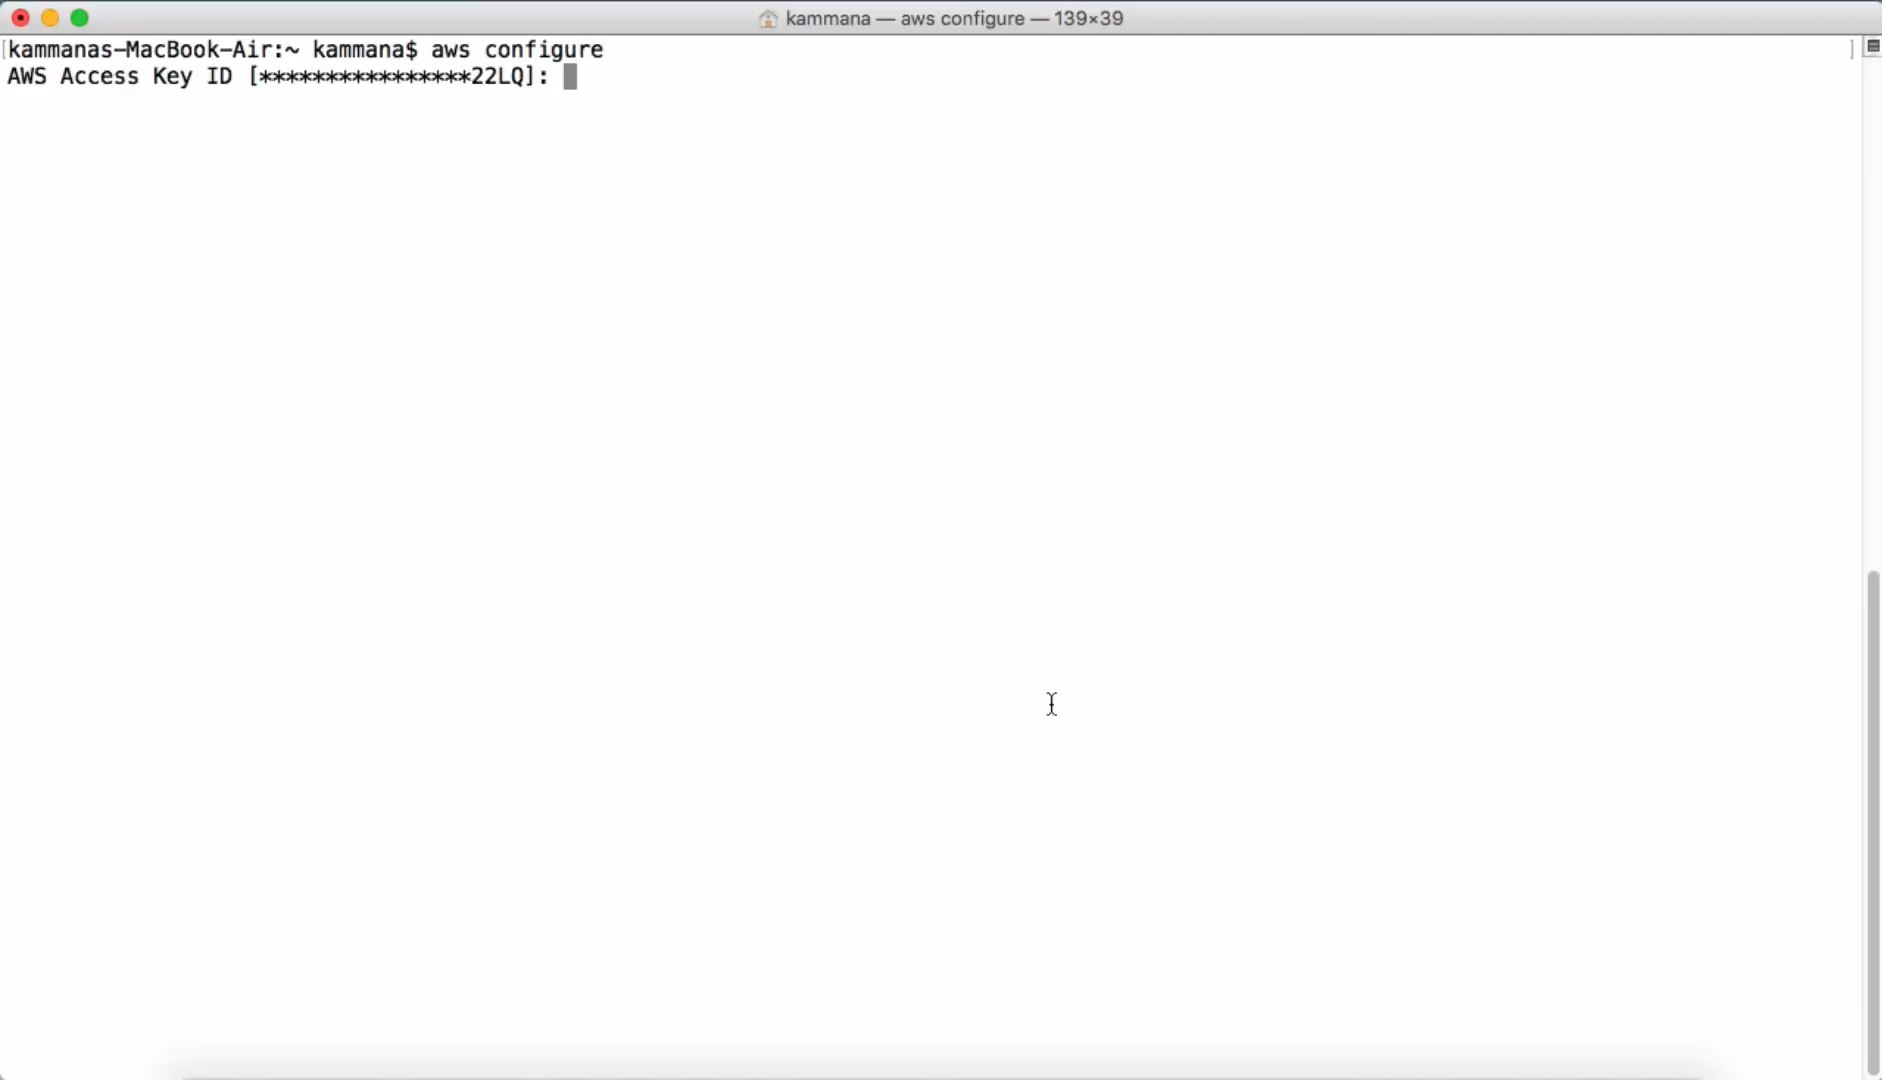 kammana — aws configure — 139×39
[kammanas-MacBook-Air:~ kammana$ aws configure ]
AWS Access Key ID [****************22LQ]: